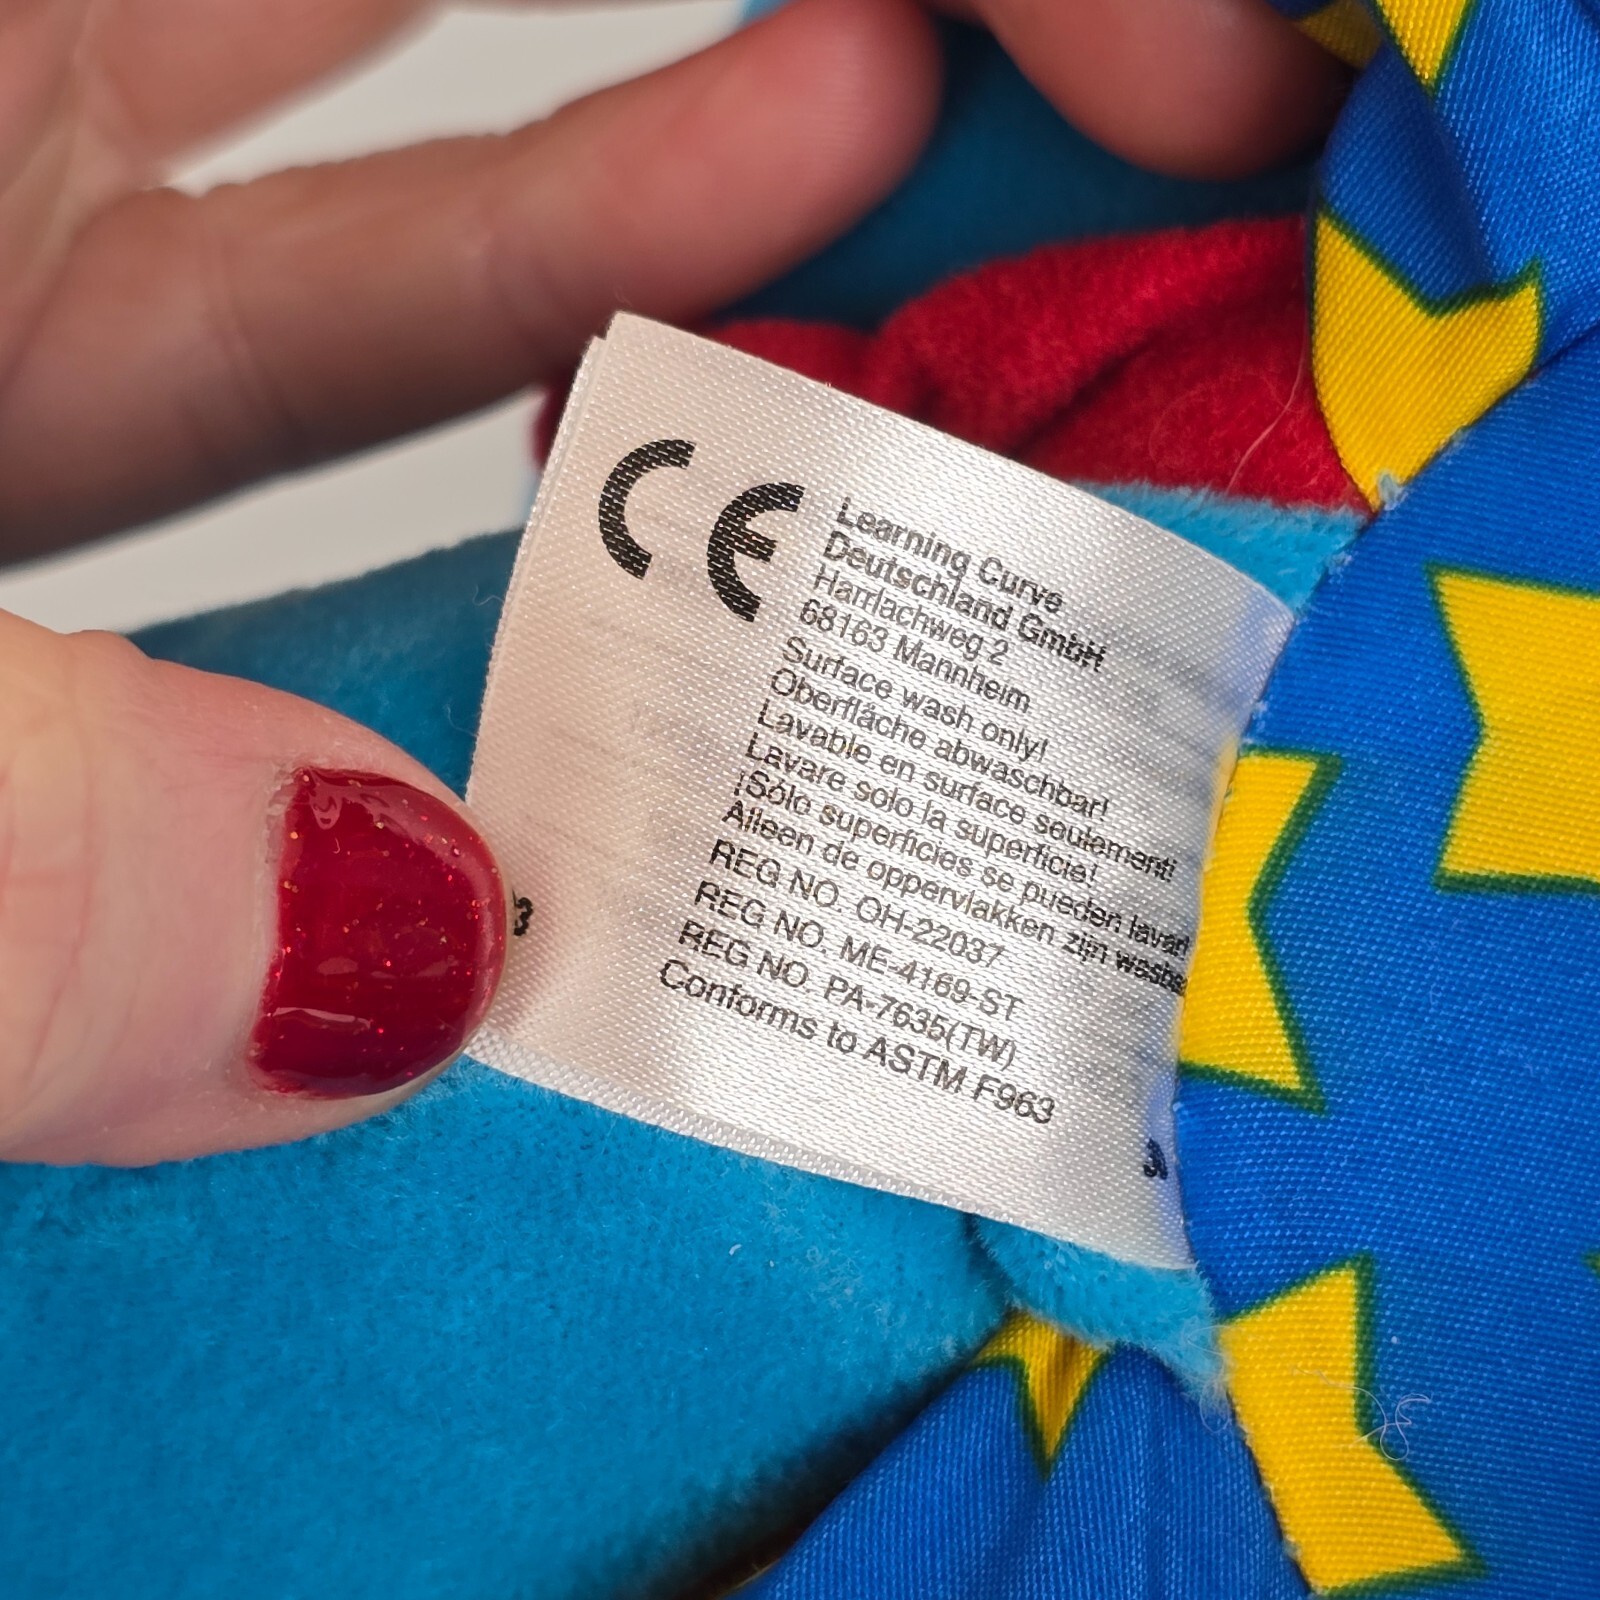 CE
Learning Curve
Deutschland GmbH
Harrlachweg 2
68163 Mannheim
Surface wash only!
Oberfläche abwaschbar!
Lavable en surface seulement!
Lavare solo la superficie!
¡Sólo superficies se pueden lavar!
Alleen de oppervlakken zijn
REG NO. OH-22037
REG NO. ME-4169-ST
REG NO. PA-7635(TW)
Conforms to ASTM F963